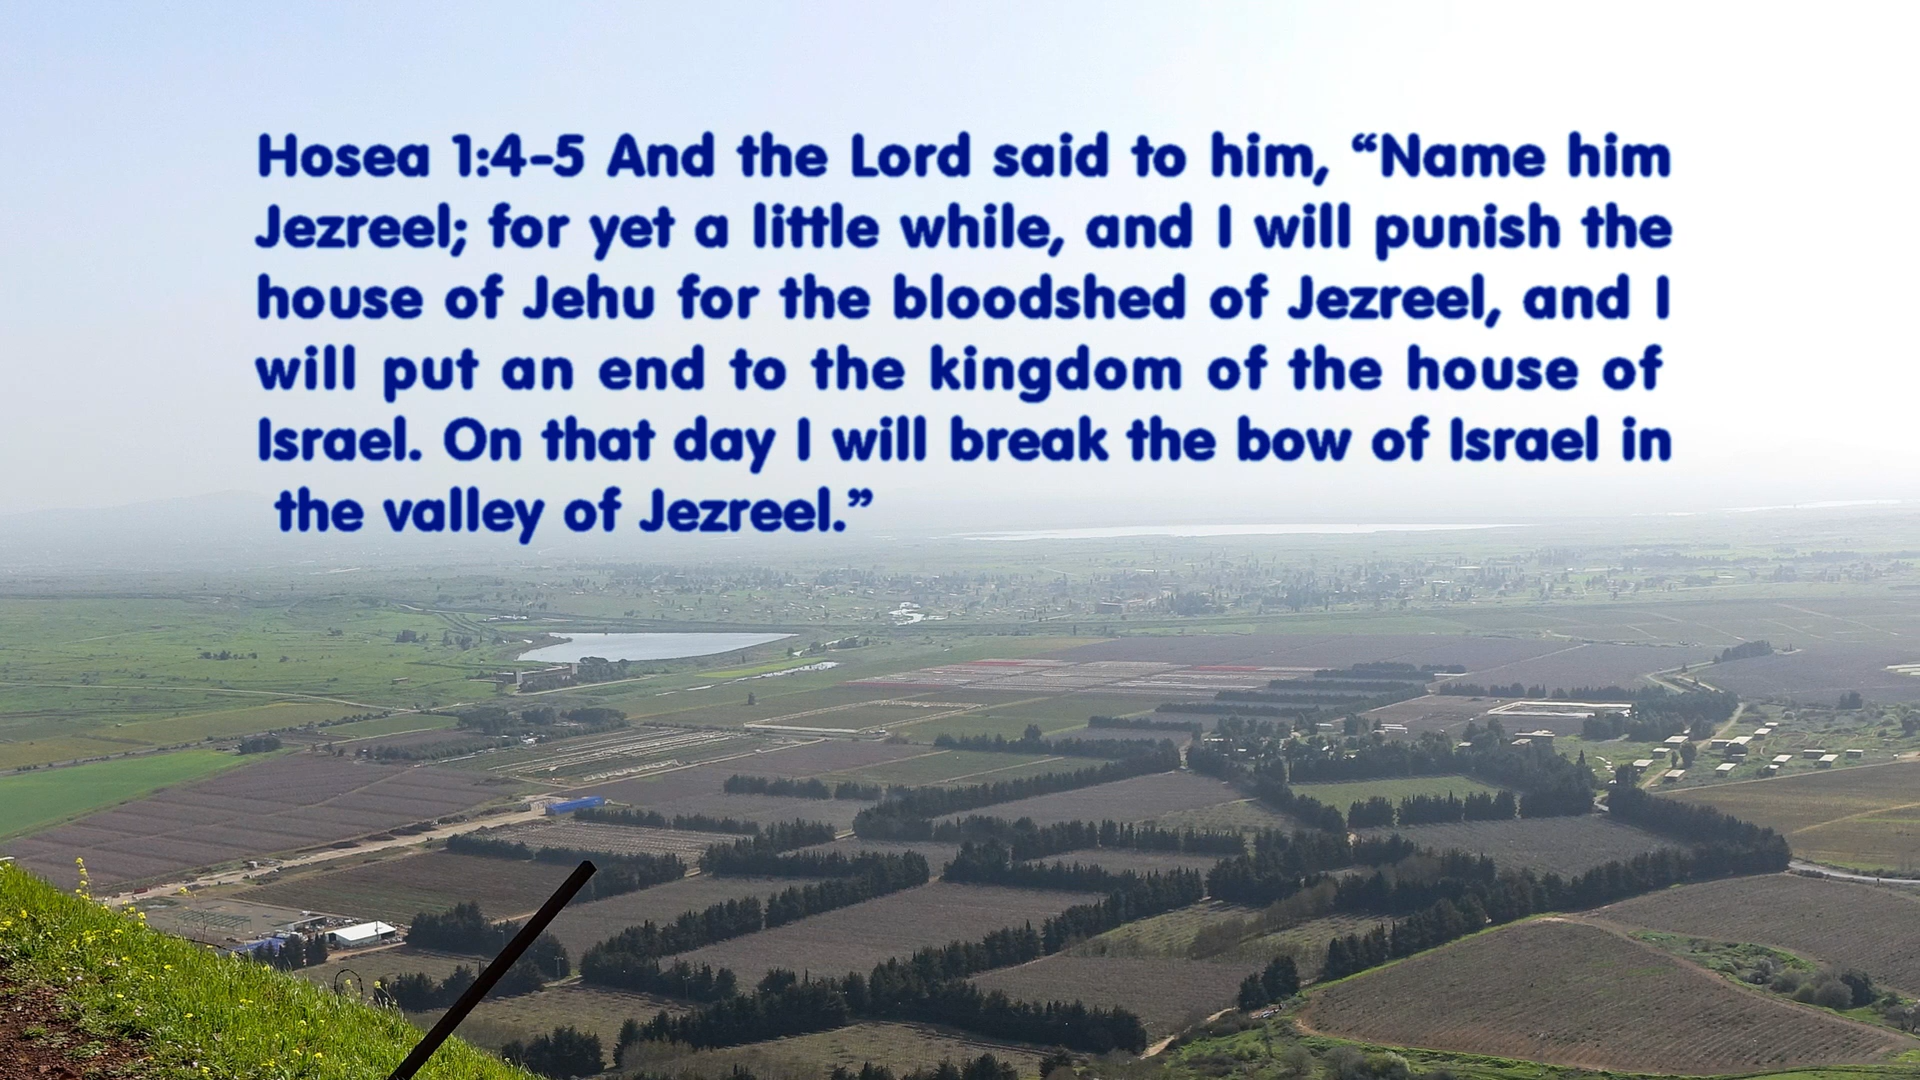 Hosea 1:4-5 And the Lord said to him, “Name him
Jezreel; for yet a little while, and I will punish the
house of Jehu for the bloodshed of Jezreel, and I
will put an end to the kingdom of the house of
Israel. On that day I will break the bow of Israel in
the valley of Jezreel.”